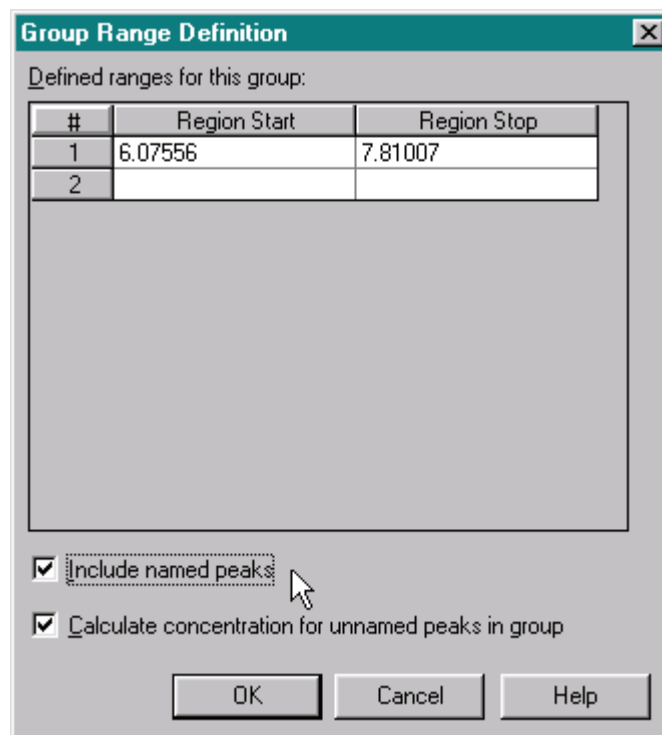 Group Range Definition
Defined ranges for this group:
# Region Start Region Stop
1 6.07556 7.81007
2
Include named peaks
Calculate concentration for unnamed peaks in group
OK Cancel Help